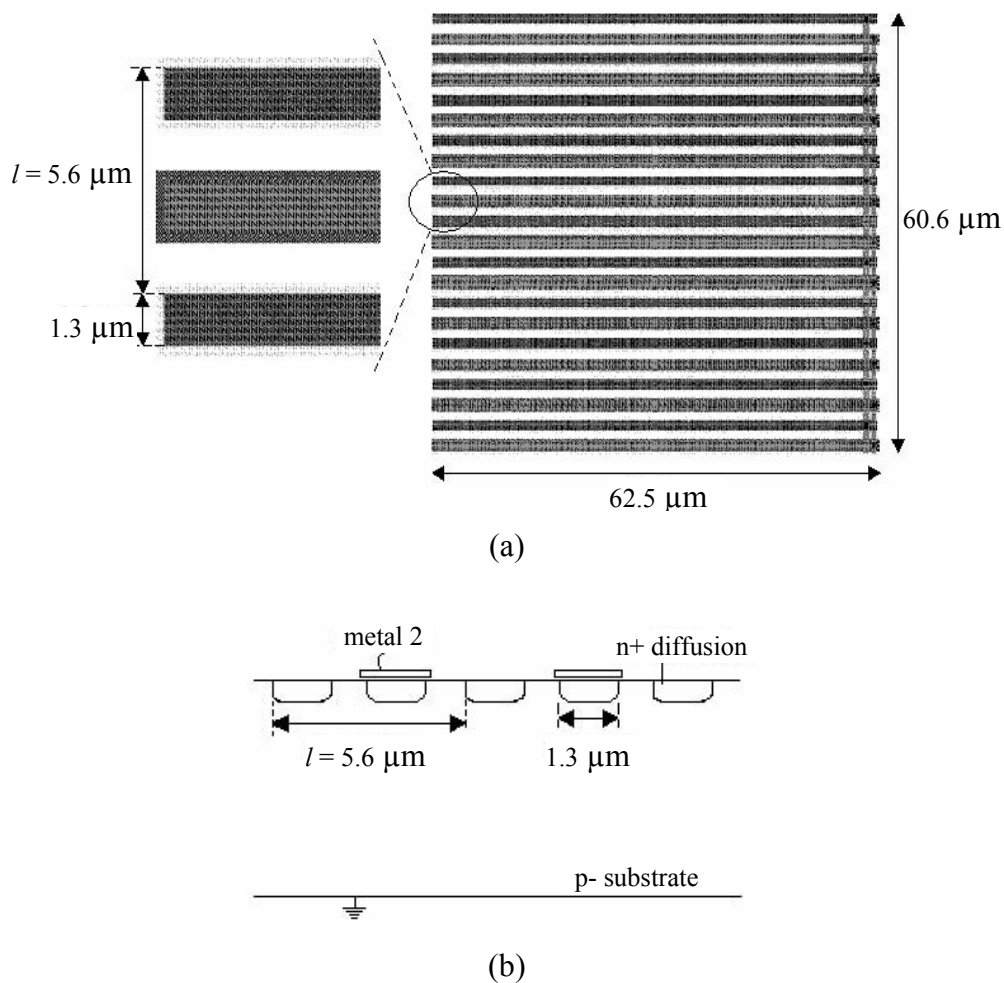 l = 5.6 µm
1.3 µm
60.6 µm
62.5 µm
(a)
metal 2
n+ diffusion
l = 5.6 µm
1.3 µm
p- substrate
(b)